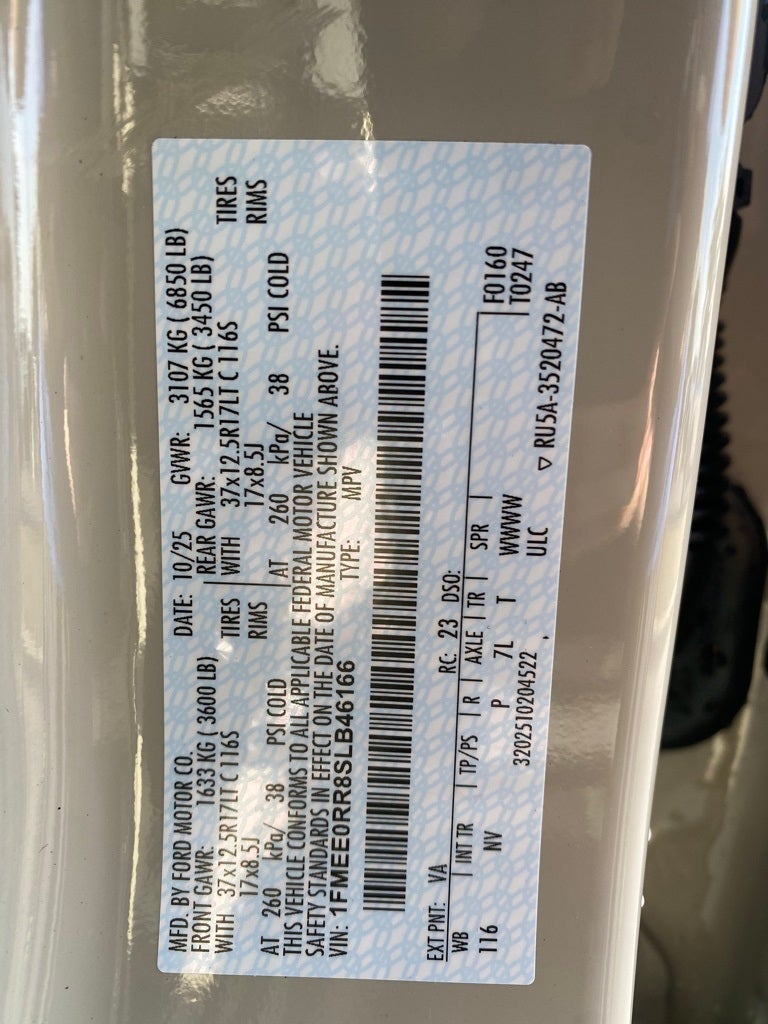 MFD. BY FORD MOTOR CO. DATE: 10/25 GVWR: 3107 KG ( 6850 LB)
FRONT GAWR: 1633 KG ( 3600 LB) REAR GAWR: 1565 KG ( 3450 LB)
WITH 37x12.5R17LT C 116S TIRES WITH 37x12.5R17LT C 116S TIRES
17x8.5J RIMS 17x8.5J RIMS
AT 260 kPa/ 38 PSI COLD AT 260 kPa/ 38 PSI COLD
THIS VEHICLE CONFORMS TO ALL APPLICABLE FEDERAL MOTOR VEHICLE
SAFETY STANDARDS IN EFFECT ON THE DATE OF MANUFACTURE SHOWN ABOVE.
VIN: 1FMEE0RR8SLB46166 TYPE: MPV
EXT PNT: VA RC: 23 DSO:
WB INT TR TP/PS R AXLE TR SPR F0160
116 NV P 7L T WWWW T0247
3202510204522 ULC
RU5A-3520472-AB